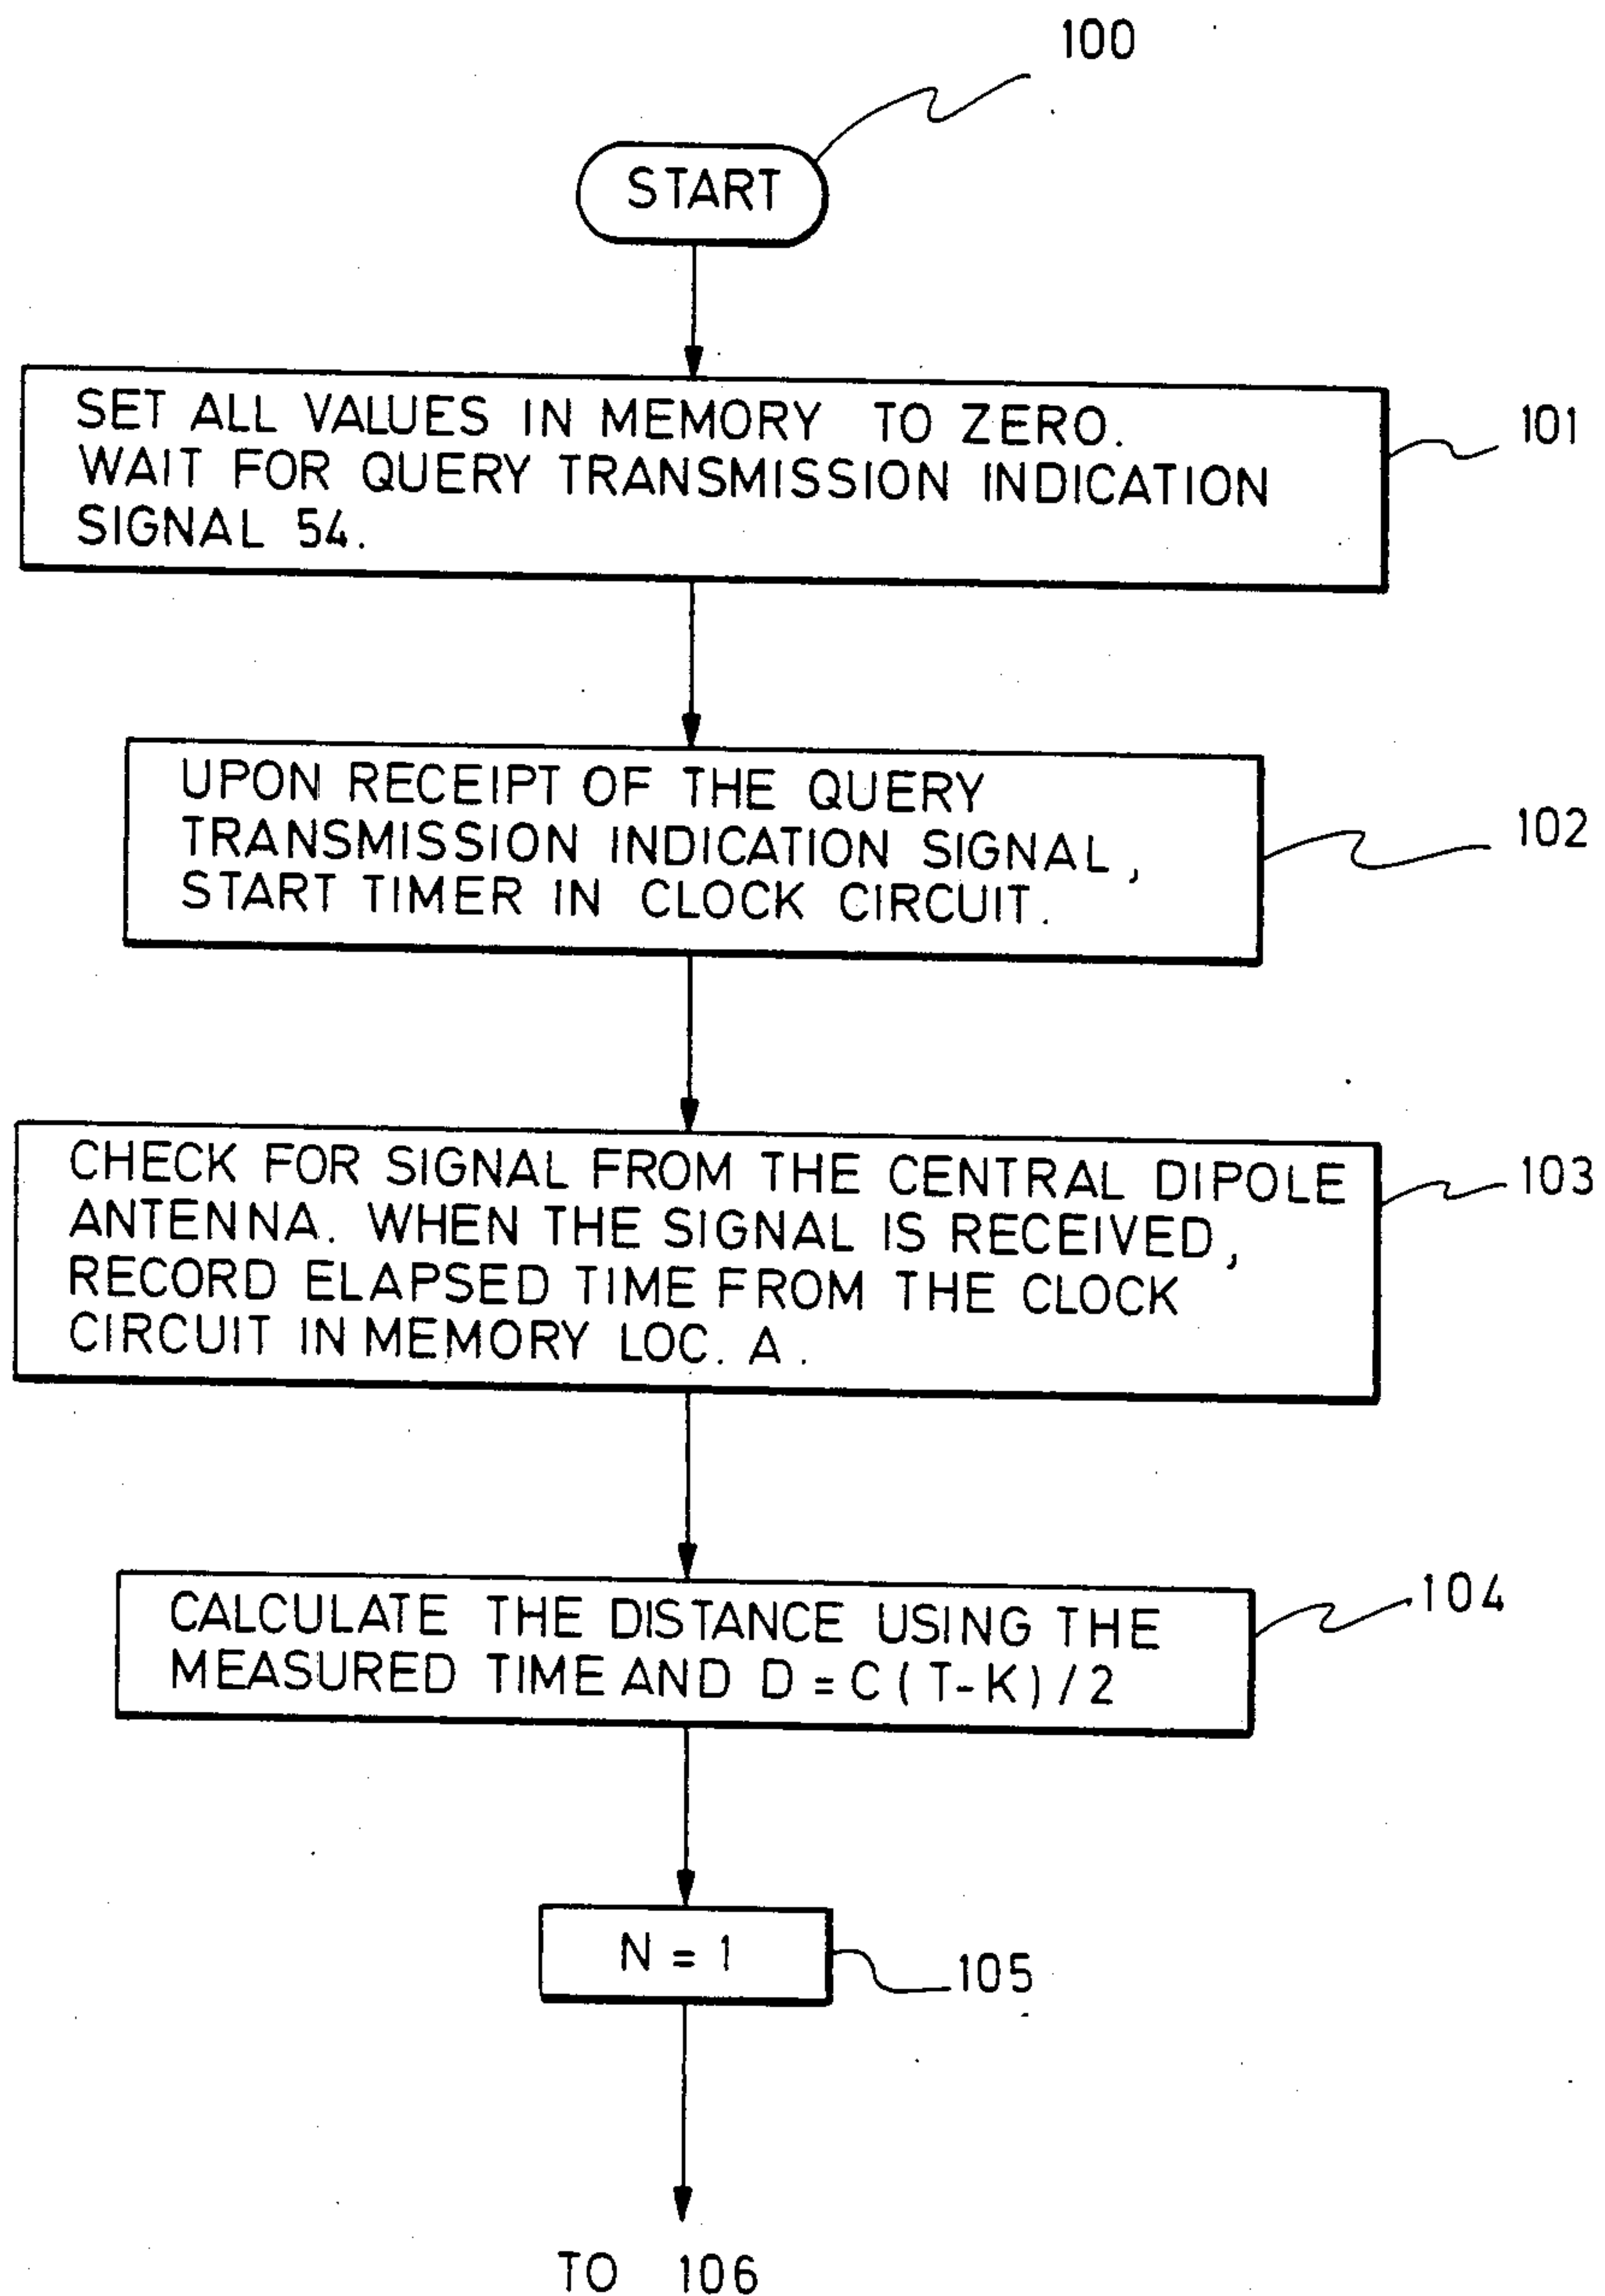 100
START
SET ALL VALUES IN MEMORY TO ZERO.
WAIT FOR QUERY TRANSMISSION INDICATION
SIGNAL 54.
101
UPON RECEIPT OF THE QUERY
TRANSMISSION INDICATION SIGNAL,
START TIMER IN CLOCK CIRCUIT.
102
CHECK FOR SIGNAL FROM THE CENTRAL DIPOLE
ANTENNA. WHEN THE SIGNAL IS RECEIVED,
RECORD ELAPSED TIME FROM THE CLOCK
CIRCUIT IN MEMORY LOC. A.
103
CALCULATE THE DISTANCE USING THE
MEASURED TIME AND D = C ( T - K ) / 2
104
N = 1
105
TO 106